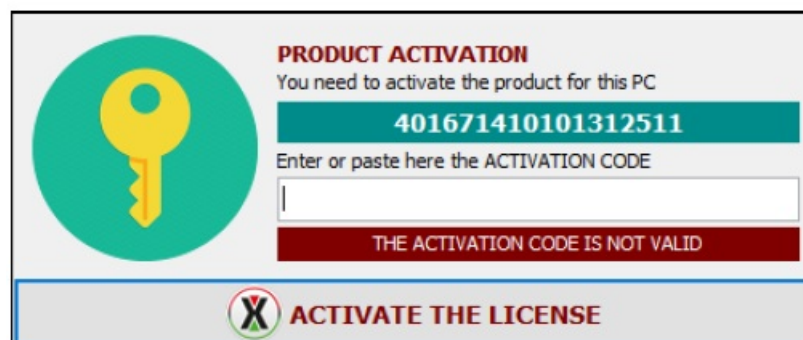 PRODUCT ACTIVATION
You need to activate the product for this PC
401671410101312511
Enter or paste here the ACTIVATION CODE
THE ACTIVATION CODE IS NOT VALID
X ACTIVATE THE LICENSE